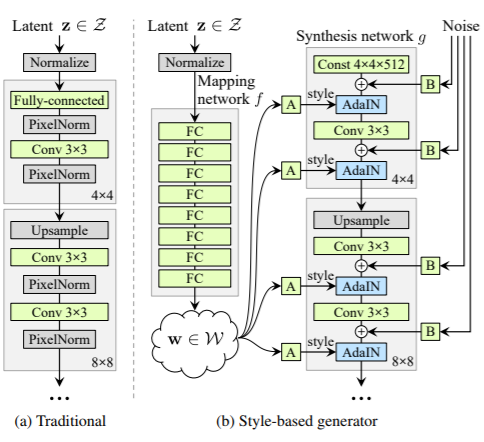 Latent z ∈ 𝒵
Normalize
Fully-connected
PixelNorm
Conv 3×3
PixelNorm
4×4
Upsample
Conv 3×3
PixelNorm
Conv 3×3
PixelNorm
8×8
...
(a) Traditional
Latent z ∈ 𝒵
Normalize
Mapping
network f
FC
FC
FC
FC
FC
FC
FC
FC
w ∈ 𝒲
Synthesis network g
Noise
Const 4×4×512
B
A
style
AdaIN
Conv 3×3
B
A
style
AdaIN
4×4
Upsample
Conv 3×3
B
A
style
AdaIN
Conv 3×3
B
A
style
AdaIN
8×8
...
(b) Style-based generator